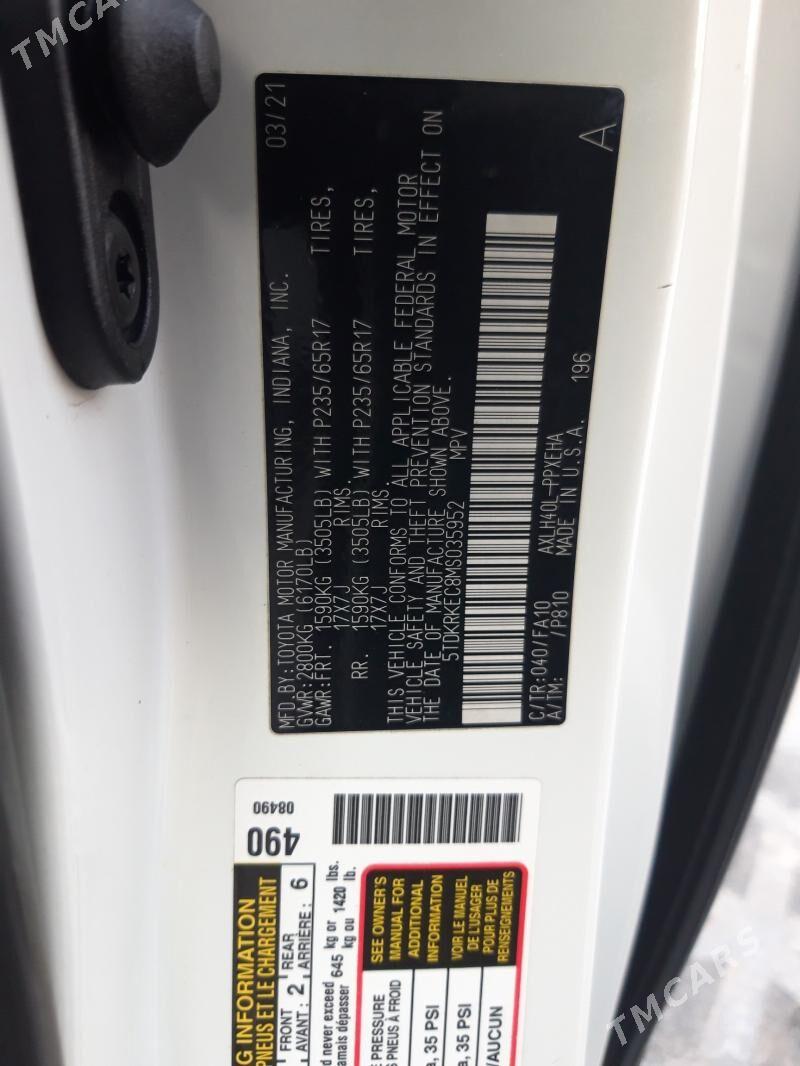 TMCARS
MFD.BY:TOYOTA MOTOR MANUFACTURING, INDIANA, INC. 03/21
GVWR:2800KG (6170LB)
GAWR:FRT. 1590KG (3505LB) WITH P235/65R17 TIRES,
17X7J RIMS.
RR. 1590KG (3505LB) WITH P235/65R17 TIRES,
17X7J RIMS.
THIS VEHICLE CONFORMS TO ALL APPLICABLE FEDERAL MOTOR
VEHICLE SAFETY AND THEFT PREVENTION STANDARDS IN EFFECT ON
THE DATE OF MANUFACTURE SHOWN ABOVE.
5TDKRKEC8MS035952 MPV
C/TR:040/FA10 AXLH40L-PPXEHA 196 A
A/TM: /P810 MADE IN U.S.A.
490
08490
INFORMATION
PNEUS ET LE CHARGEMENT
FRONT 2 REAR 6
AVANT: ARRIÈRE:
d never exceed 645 kg or 1420 lbs.
jamais dépasser kg ou lb.
SEE OWNER'S
MANUAL FOR
ADDITIONAL
INFORMATION
VOIR LE MANUEL
DE L'USAGER
POUR PLUS DE
RENSEIGNEMENTS
PRESSURE
PNEUS À FROID
a, 35 PSI
a, 35 PSI
/AUCUN
TMCARS